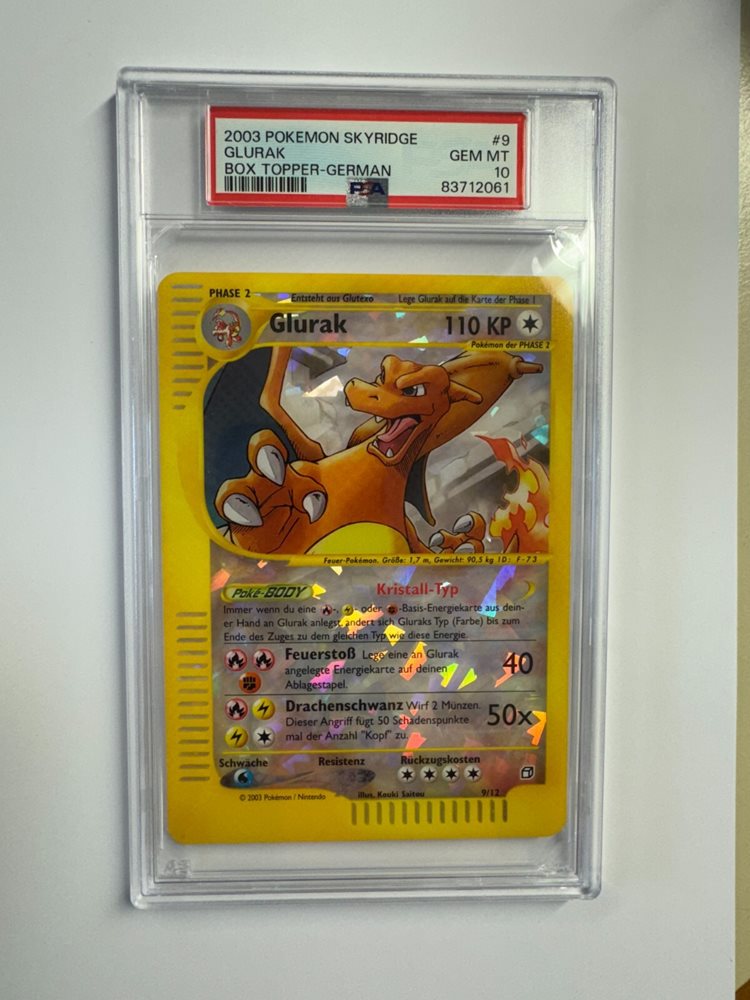 2003 POKEMON SKYRIDGE #9
GLURAK GEM MT
BOX TOPPER-GERMAN 10
PSA 83712061
PHASE 2 Entsteht aus Glutexo Lege Glurak auf die Karte der Phase 1
Glurak 110 KP
Pokémon der PHASE 2
Feuer-Pokémon. Größe: 1,7 m, Gewicht: 90,5 kg ID: F-73
Poké-BODY Kristall-Typ
Immer wenn du eine -, - oder -Basis-Energiekarte aus dein-
er Hand an Glurak anlegst, ändert sich Gluraks Typ (Farbe) bis zum
Ende des Zuges zu dem gleichen Typ wie diese Energie.
Feuerstoß Lege eine an Glurak
angelegte Energiekarte auf deinen 40
Ablagestapel.
Drachenschwanz Wirf 2 Münzen.
Dieser Angriff fügt 50 Schadenspunkte 50x
mal der Anzahl "Kopf" zu.
Schwäche Resistenz Rückzugskosten
© 2003 Pokémon / Nintendo Illus. Kouki Saitou 9/12